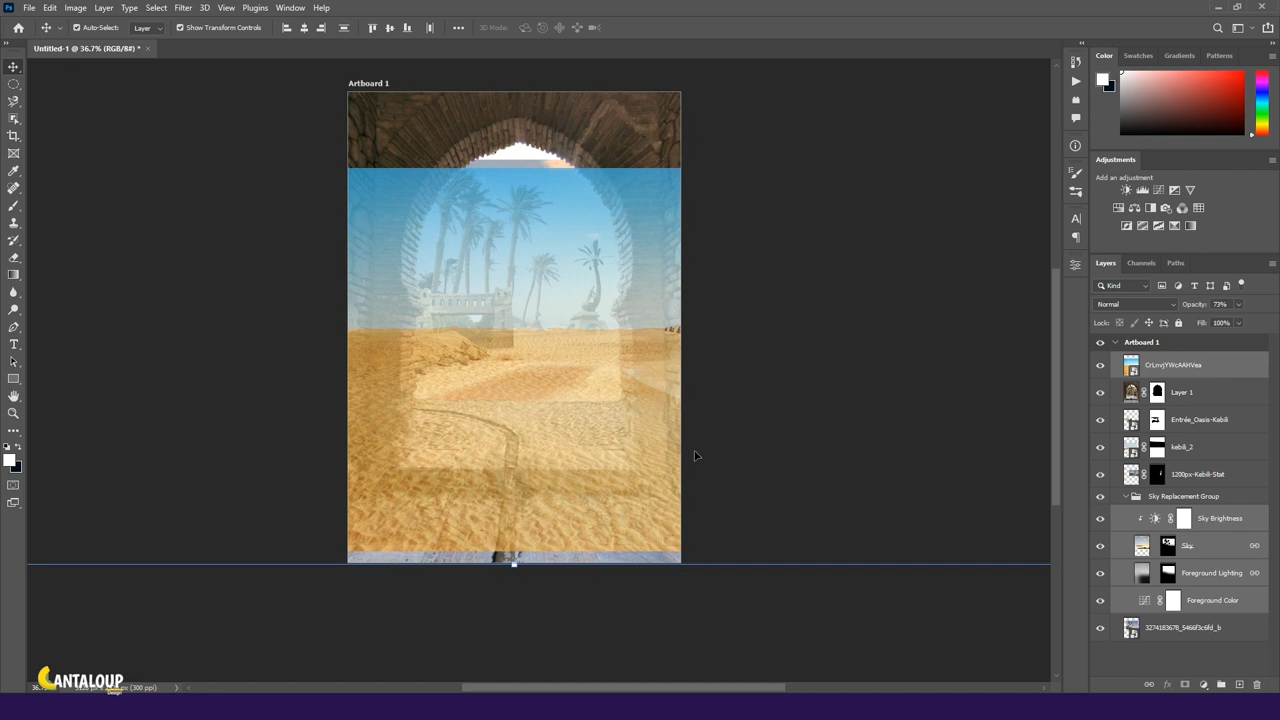 Ps File Edit Image Layer Type Select Filter 3D View Plugins Window Help
Auto-Select: Layer Show Transform Controls 3D Mode:
Untitled-1 @ 36.7% (RGB/8#) * ×
Artboard 1
Color Swatches Gradients Patterns
Adjustments
Add an adjustment
Layers Channels Paths
Kind
Normal Opacity: 73%
Lock: Fill: 100%
Artboard 1
CrLnvjYWcAAHVea
Layer 1
Entrée_Oasis-Kebili
kebili_2
1200px-Kebili-Stat
Sky Replacement Group
Sky Brightness
Sky
Foreground Lighting
Foreground Color
3274183678_5466f3c6fd_b
CANTALOUP
Design
(300 ppi)